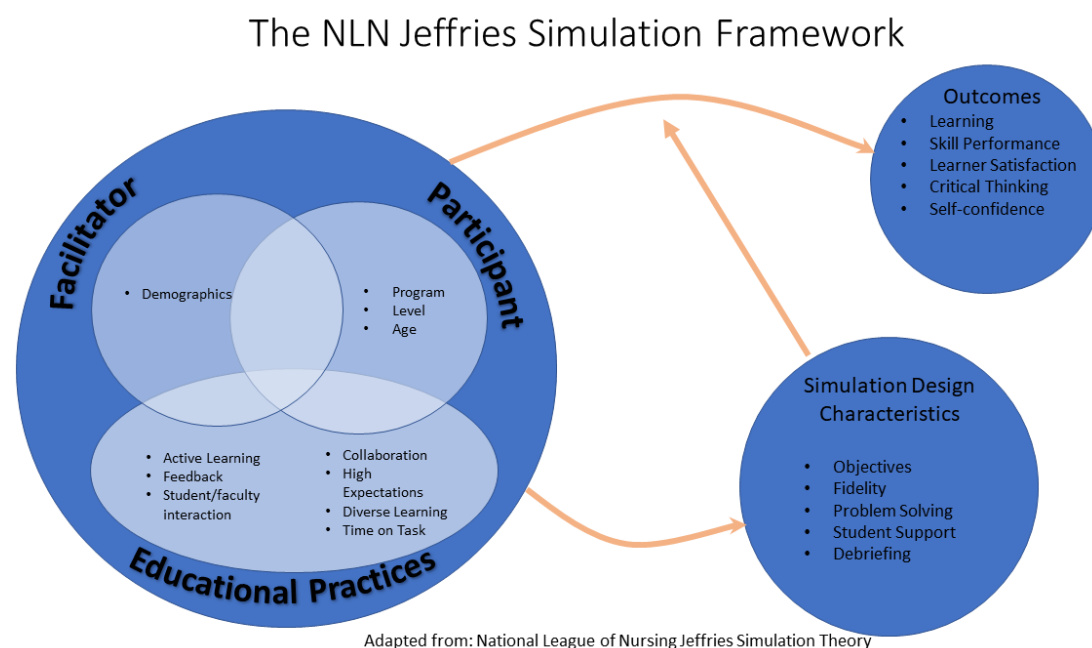 The NLN Jeffries Simulation Framework
Facilitator
Participant
• Demographics
• Program
• Level
• Age
• Active Learning
• Feedback
• Student/faculty
interaction
• Collaboration
• High
Expectations
• Diverse Learning
• Time on Task
Educational Practices
Outcomes
• Learning
• Skill Performance
• Learner Satisfaction
• Critical Thinking
• Self-confidence
Simulation Design
Characteristics
• Objectives
• Fidelity
• Problem Solving
• Student Support
• Debriefing
Adapted from: National League of Nursing Jeffries Simulation Theory